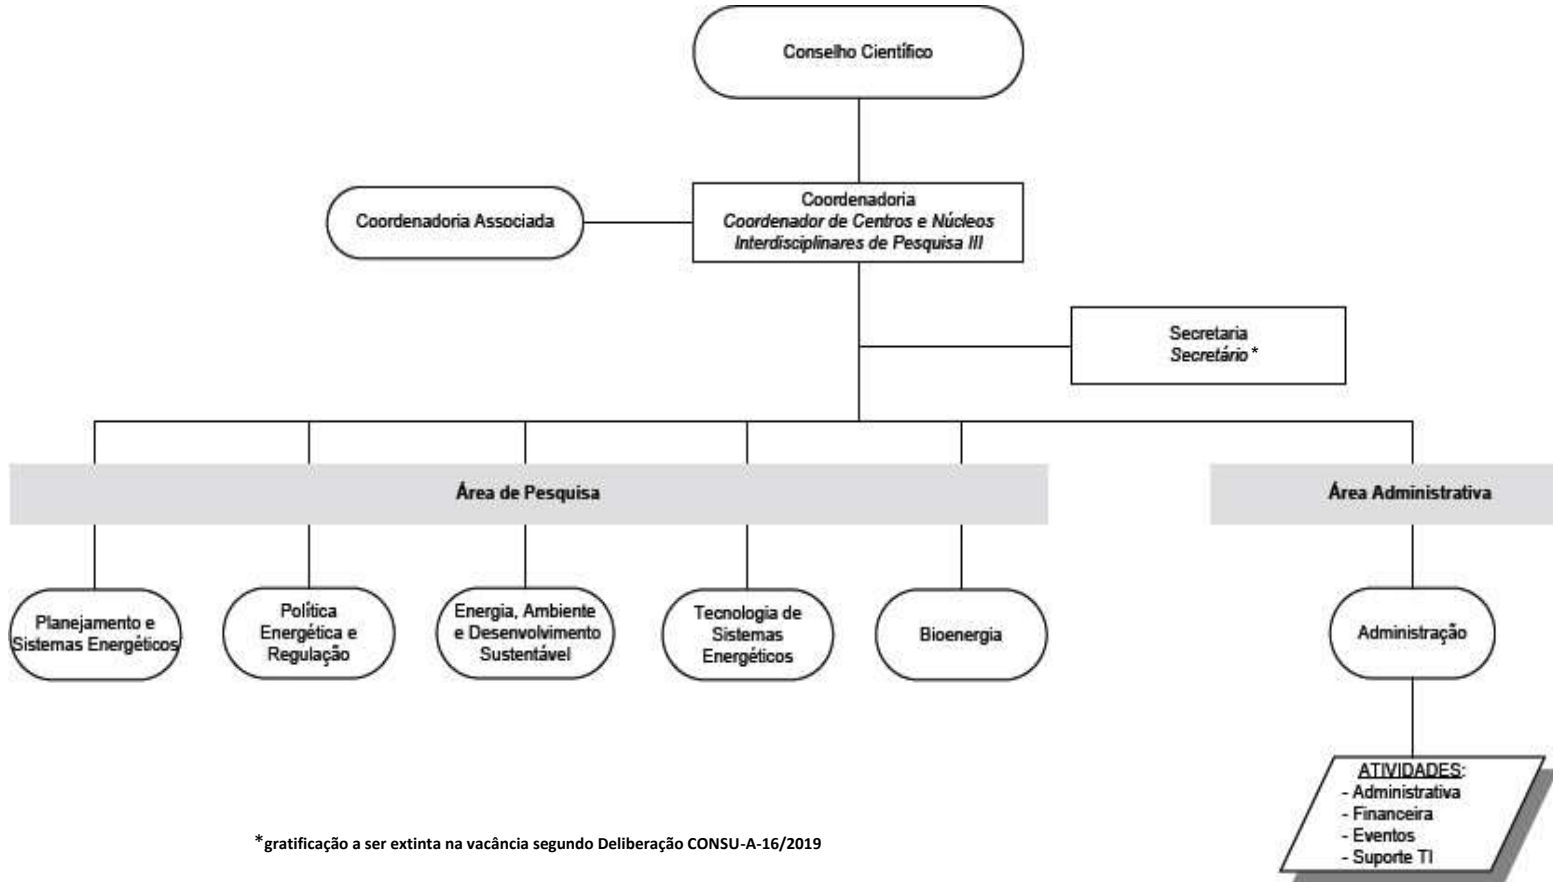 Conselho Científico
Coordenadoria Associada
Coordenadoria
Coordenador de Centros e Núcleos
Interdisciplinares de Pesquisa III
Secretaria
Secretário*
Área de Pesquisa
Área Administrativa
Planejamento e
Sistemas Energéticos
Política
Energética e
Regulação
Energia, Ambiente
e Desenvolvimento
Sustentável
Tecnologia de
Sistemas
Energéticos
Bioenergia
Administração
ATIVIDADES:
- Administrativa
- Financeira
- Eventos
- Suporte TI
*gratificação a ser extinta na vacância segundo Deliberação CONSU-A-16/2019